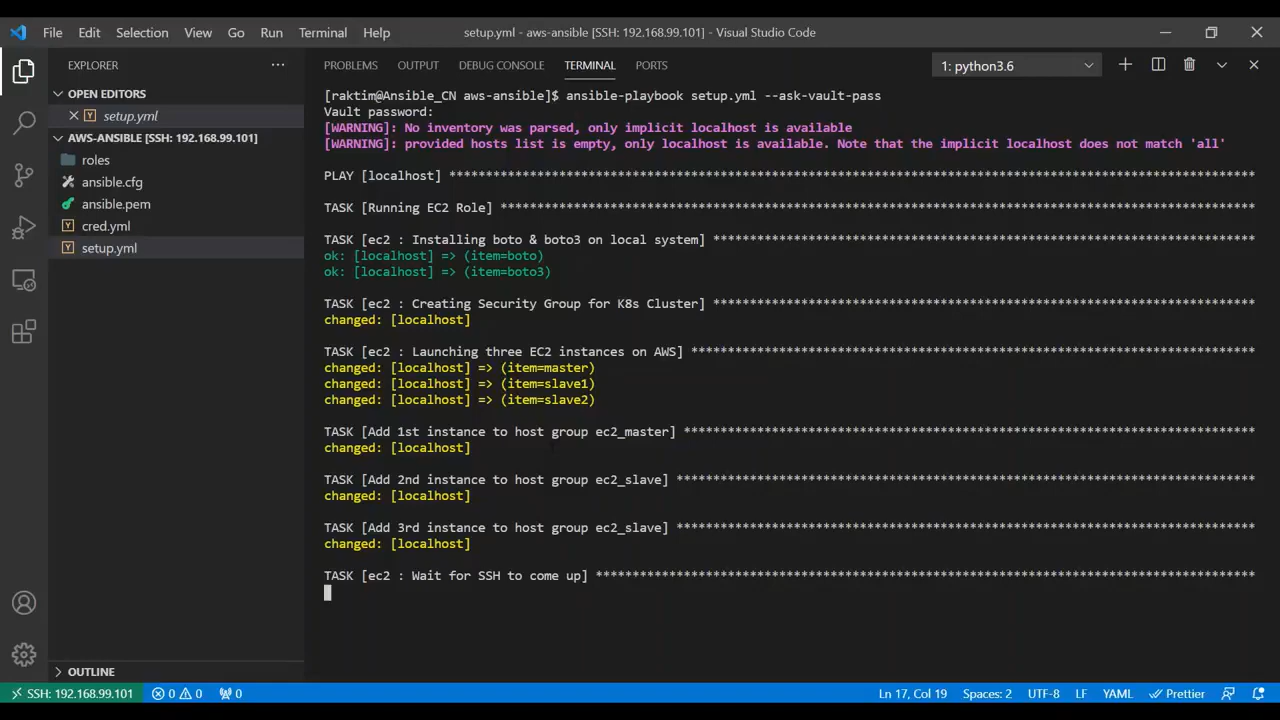 File Edit Selection View Go Run Terminal Help
setup.yml - aws-ansible [SSH: 192.168.99.101] - Visual Studio Code
EXPLORER
OPEN EDITORS
setup.yml
AWS-ANSIBLE [SSH: 192.168.99.101]
roles
ansible.cfg
ansible.pem
cred.yml
setup.yml
OUTLINE
PROBLEMS OUTPUT DEBUG CONSOLE TERMINAL PORTS
1: python3.6
[raktim@Ansible_CN aws-ansible]$ ansible-playbook setup.yml --ask-vault-pass
Vault password:
[WARNING]: No inventory was parsed, only implicit localhost is available
[WARNING]: provided hosts list is empty, only localhost is available. Note that the implicit localhost does not match 'all'
PLAY [localhost] *************************************************************************************************************
TASK [Running EC2 Role] ******************************************************************************************************
TASK [ec2 : Installing boto & boto3 on local system] *************************************************************************
ok: [localhost] => (item=boto)
ok: [localhost] => (item=boto3)
TASK [ec2 : Creating Security Group for K8s Cluster] *************************************************************************
changed: [localhost]
TASK [ec2 : Launching three EC2 instances on AWS] ****************************************************************************
changed: [localhost] => (item=master)
changed: [localhost] => (item=slave1)
changed: [localhost] => (item=slave2)
TASK [Add 1st instance to host group ec2_master] *****************************************************************************
changed: [localhost]
TASK [Add 2nd instance to host group ec2_slave] ******************************************************************************
changed: [localhost]
TASK [Add 3rd instance to host group ec2_slave] ******************************************************************************
changed: [localhost]
TASK [ec2 : Wait for SSH to come up] *****************************************************************************************
SSH: 192.168.99.101 0 0 0 Ln 17, Col 19 Spaces: 2 UTF-8 LF YAML Prettier